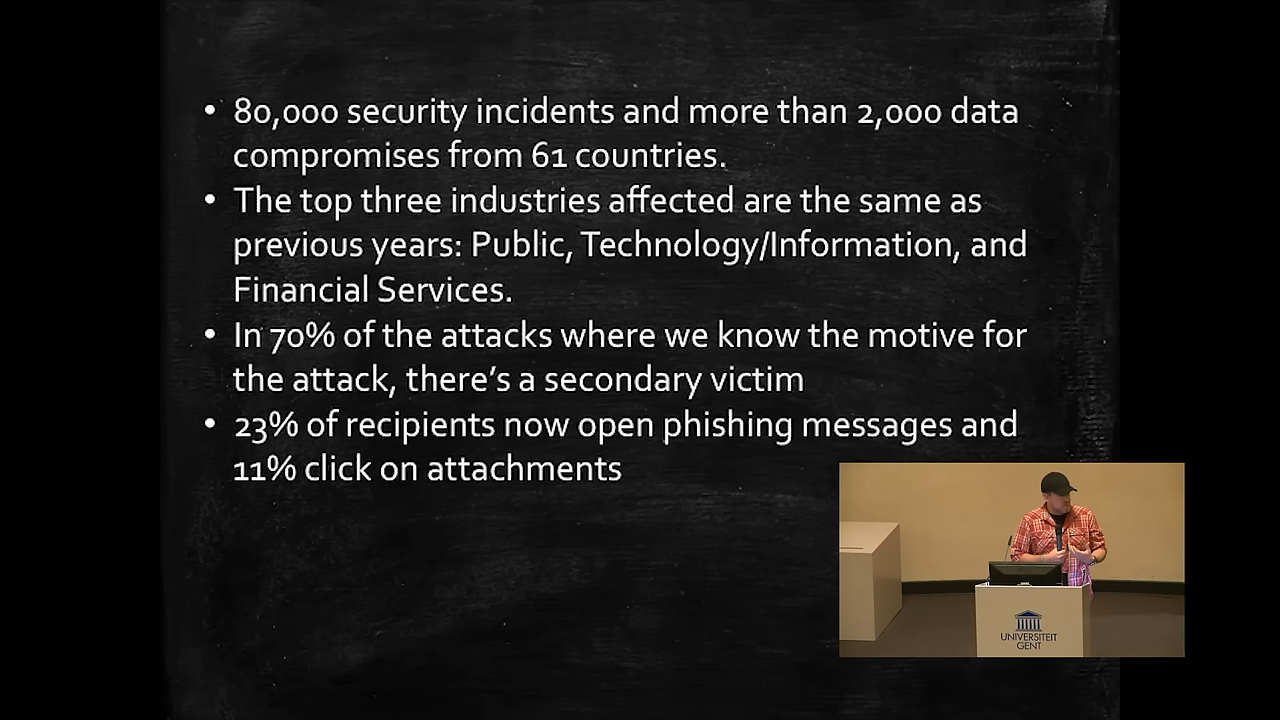 • 80,000 security incidents and more than 2,000 data
compromises from 61 countries.
• The top three industries affected are the same as
previous years: Public, Technology/Information, and
Financial Services.
• In 70% of the attacks where we know the motive for
the attack, there's a secondary victim
• 23% of recipients now open phishing messages and
11% click on attachments
UNIVERSITEIT
GENT